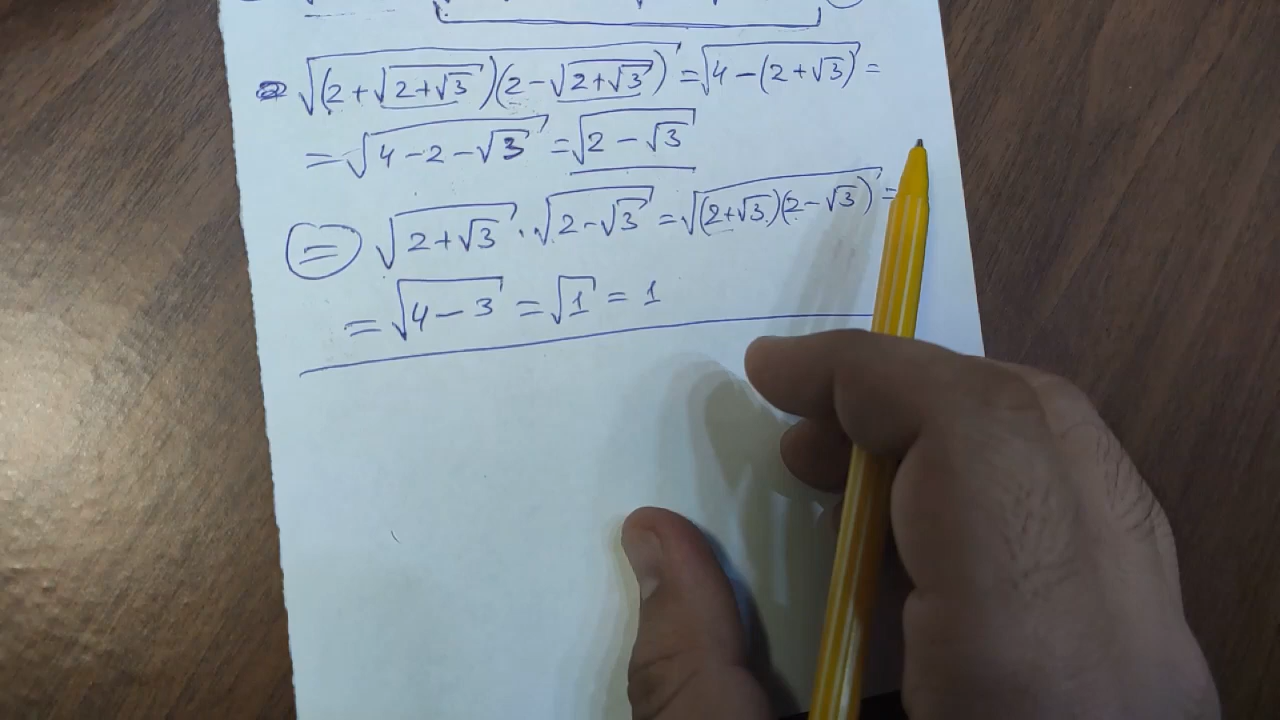 √((2+√(2+√3))(2-√(2+√3))) = √(4-(2+√3)) =
= √(4-2-√3) = √(2-√3)
= √(2+√3) · √(2-√3) = √((2+√3)(2-√3)) =
= √(4-3) = √1 = 1